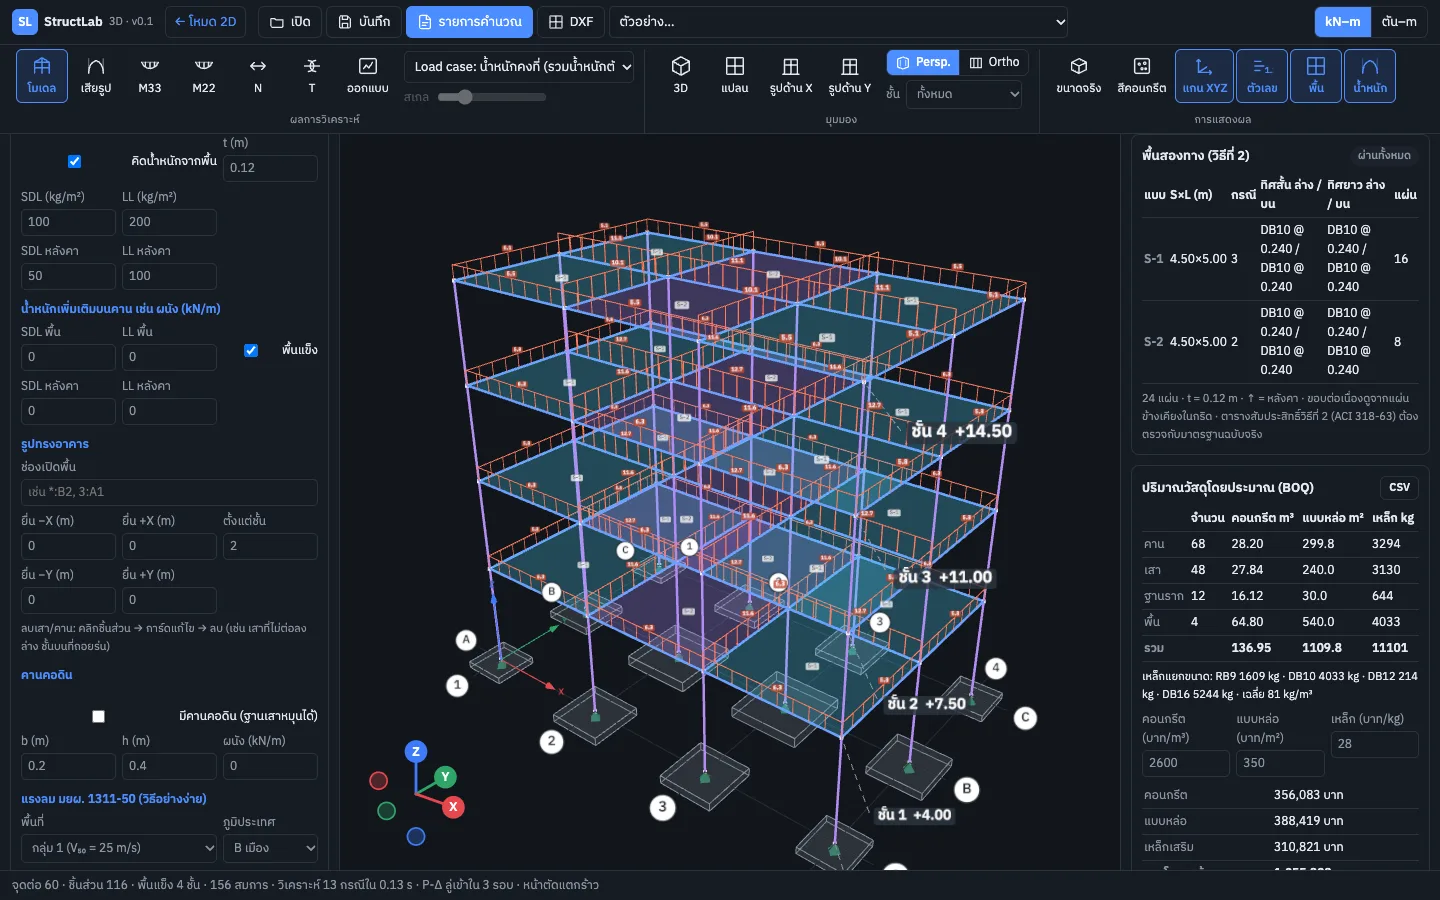 SL StructLab 3D · v0.1 ← โหมด 2D เปิด บันทึก รายการคำนวณ DXF ตัวอย่าง... kN–m ตัน–m
โมเดล เสียรูป M33 M22 N T ออกแบบ
Load case: น้ำหนักคงที่ (รวมน้ำหนักตั
สเกล
ผลการวิเคราะห์
3D แปลน รูปด้าน X รูปด้าน Y
Persp. Ortho
ชั้น ทั้งหมด
มุมมอง
ขนาดจริง สีคอนกรีต แกน XYZ ตัวเลข พื้น น้ำหนัก
การแสดงผล
t (m)
คิดน้ำหนักจากพื้น 0.12
SDL (kg/m²) LL (kg/m²)
100 200
SDL หลังคา LL หลังคา
50 100
น้ำหนักเพิ่มเติมบนคาน เช่น ผนัง (kN/m)
SDL พื้น LL พื้น
0 0 พื้นแข็ง
SDL หลังคา LL หลังคา
0 0
รูปทรงอาคาร
ช่องเปิดพื้น
เช่น *:B2, 3:A1
ยื่น −X (m) ยื่น +X (m) ตั้งแต่ชั้น
0 0 2
ยื่น −Y (m) ยื่น +Y (m)
0 0
ลบเสา/คาน: คลิกชิ้นส่วน → การ์ดแก้ไข → ลบ (เช่น เสาที่ไม่ต่อลง
ล่าง ชั้นบนที่ถอยร่น)
คานคอดิน
มีคานคอดิน (ฐานเสาหมุนได้)
b (m) h (m) ผนัง (kN/m)
0.2 0.4 0
แรงลม มยผ. 1311-50 (วิธีอย่างง่าย)
พื้นที่ ภูมิประเทศ
กลุ่ม 1 (V₅₀ = 25 m/s) B เมือง
ชั้น 4 +14.50
ชั้น 3 +11.00
ชั้น 2 +7.50
ชั้น 1 +4.00
C 1
B
A 3
1 4
C
2
B
3
X
Z
Y
X
พื้นสองทาง (วิธีที่ 2) ผ่านทั้งหมด
แบบ S×L (m) กรณี ทิศสั้น ล่าง / บน ทิศยาว ล่าง / บน แผ่น
S-1 4.50×5.00 3 DB10 @ 0.240 / DB10 @ 0.240 DB10 @ 0.240 / DB10 @ 0.240 16
S-2 4.50×5.00 2 DB10 @ 0.240 / DB10 @ 0.240 DB10 @ 0.240 / DB10 @ 0.240 8
24 แผ่น · t = 0.12 m · ↑ = หลังคา · ขอบต่อเนื่องดูจากแผ่น
ข้างเคียงในกริด · ตารางสัมประสิทธิ์วิธีที่ 2 (ACI 318-63) ต้อง
ตรวจกับมาตรฐานฉบับจริง
ปริมาณวัสดุโดยประมาณ (BOQ) CSV
จำนวน คอนกรีต m³ แบบหล่อ m² เหล็ก kg
คาน 68 28.20 299.8 3294
เสา 48 27.84 240.0 3130
ฐานราก 12 16.12 30.0 644
พื้น 4 64.80 540.0 4033
รวม 136.95 1109.8 11101
เหล็กแยกขนาด: RB9 1609 kg · DB10 4033 kg · DB12 214
kg · DB16 5244 kg · เฉลี่ย 81 kg/m³
คอนกรีต (บาท/m³) แบบหล่อ (บาท/m²) เหล็ก (บาท/kg)
2600 350 28
คอนกรีต 356,083 บาท
แบบหล่อ 388,419 บาท
เหล็กเสริม 310,821 บาท
จุดต่อ 60 · ชิ้นส่วน 116 · พื้นแข็ง 4 ชั้น · 156 สมการ · วิเคราะห์ 13 กรณีใน 0.13 s · P-Δ ลู่เข้าใน 3 รอบ · หน้าตัดแตกร้าว